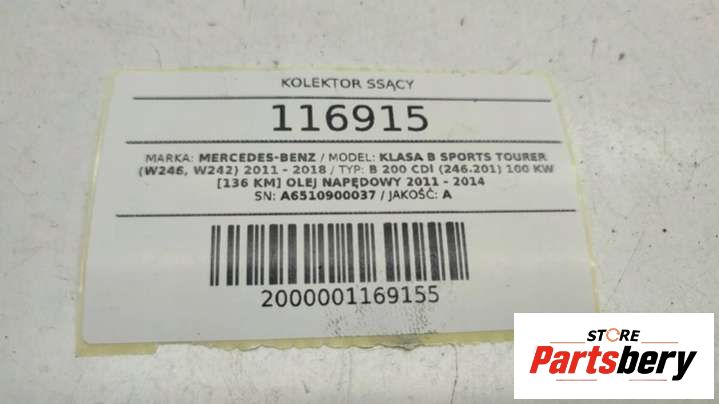 KOLEKTOR SSĄCY
116915
MARKA: MERCEDES-BENZ / MODEL: KLASA B SPORTS TOURER
(W246, W242) 2011 - 2018 / TYP: B 200 CDI (246.201) 100 KW
[136 KM] OLEJ NAPĘDOWY 2011 - 2014
SN: A6510900037 / JAKOŚĆ: A
2000001169155
STORE
Partsbery